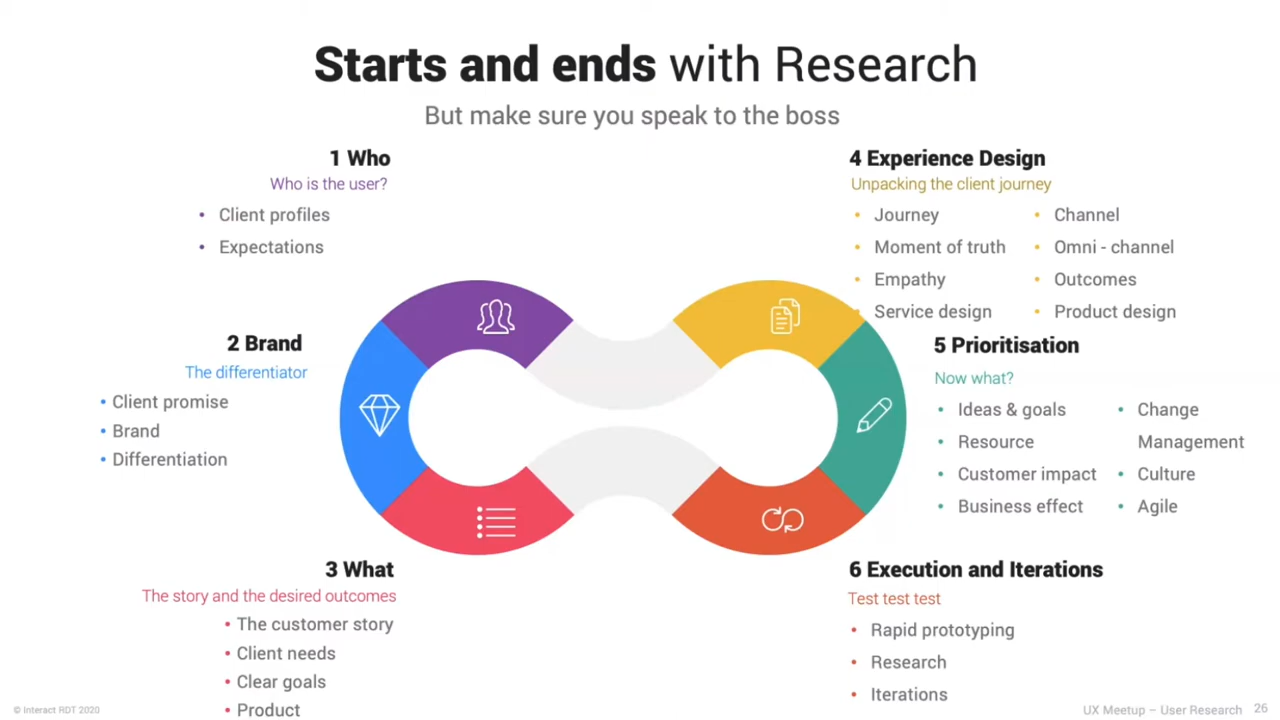 Starts and ends with Research
But make sure you speak to the boss
1 Who
Who is the user?
• Client profiles
• Expectations
2 Brand
The differentiator
• Client promise
• Brand
• Differentiation
3 What
The story and the desired outcomes
• The customer story
• Client needs
• Clear goals
• Product
4 Experience Design
Unpacking the client journey
• Journey
• Moment of truth
• Empathy
• Service design
• Channel
• Omni - channel
• Outcomes
• Product design
5 Prioritisation
Now what?
• Ideas & goals
• Resource
• Customer impact
• Business effect
• Change
Management
• Culture
• Agile
6 Execution and Iterations
Test test test
• Rapid prototyping
• Research
• Iterations
© Interact RDT 2020
UX Meetup – User Research 26